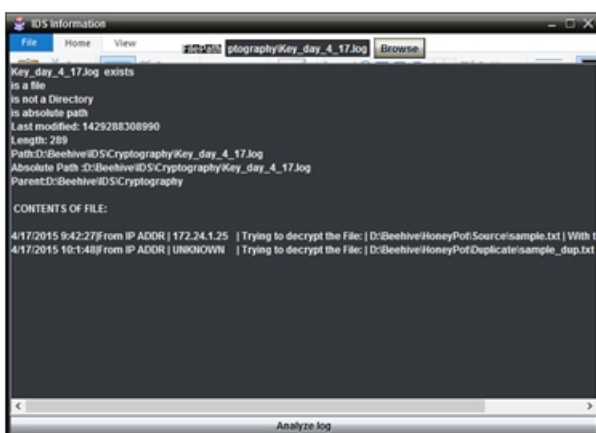 IDS Information
File Home View
ptography\Key_day_4_17.log Browse
Key_day_4_17.log exists
is a file
is not a Directory
is absolute path
Last modified: 1429288308990
Length: 289
Path:D:\Beehive\IDS\Cryptography\Key_day_4_17.log
Absolute Path :D:\Beehive\IDS\Cryptography\Key_day_4_17.log
Parent:D:\Beehive\IDS\Cryptography
CONTENTS OF FILE:
4/17/2015 9:42:27|From IP ADDR | 172.24.1.25 | Trying to decrypt the File: | D:\Beehive\HoneyPot\Source\sample.txt | With t
4/17/2015 10:1:48|From IP ADDR | UNKNOWN | Trying to decrypt the File: | D:\Beehive\HoneyPot\Duplicate\sample_dup.txt
Analyze log